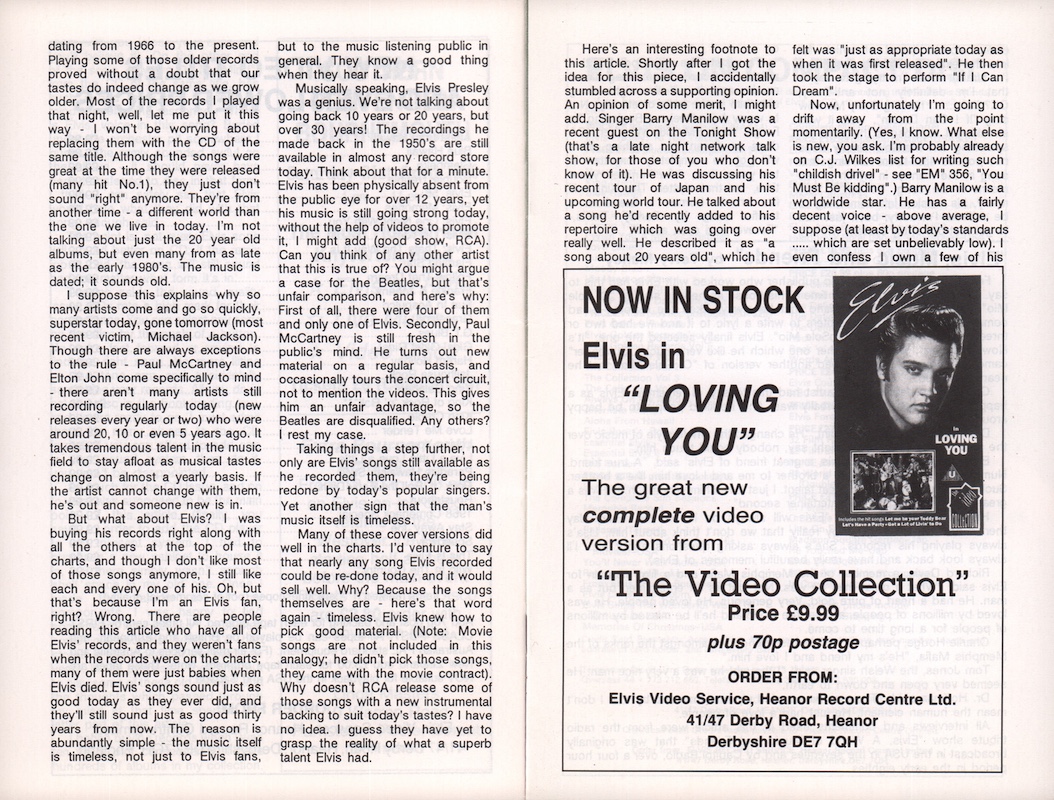 dating from 1966 to the present.
Playing some of those older records
proved without a doubt that our
tastes do indeed change as we grow
older. Most of the records I played
that night, well, let me put it this
way - I won't be worrying about
replacing them with the CD of the
same title. Although the songs were
great at the time they were released
(many hit No.1), they just don't
sound "right" anymore. They're from
another time - a different world than
the one we live in today. I'm not
talking about just the 20 year old
albums, but even many from as late
as the early 1980's. The music is
dated; it sounds old.
I suppose this explains why so
many artists come and go so quickly,
superstar today, gone tomorrow (most
recent victim, Michael Jackson).
Though there are always exceptions
to the rule - Paul McCartney and
Elton John come specifically to mind
- there aren't many artists still
recording regularly today (new
releases every year or two) who were
around 20, 10 or even 5 years ago. It
takes tremendous talent in the music
field to stay afloat as musical tastes
change on almost a yearly basis. If
the artist cannot change with them,
he's out and someone new is in.
But what about Elvis? I was
buying his records right along with
all the others at the top of the
charts, and though I don't like most
of those songs anymore, I still like
each and every one of his. Oh, but
that's because I'm an Elvis fan,
right? Wrong. There are people
reading this article who have all of
Elvis' records, and they weren't fans
when the records were on the charts;
many of them were just babies when
Elvis died. Elvis' songs sound just as
good today as they ever did, and
they'll still sound just as good thirty
years from now. The reason is
abundantly simple - the music itself
is timeless, not just to Elvis fans,
but to the music listening public in
general. They know a good thing
when they hear it.
Musically speaking, Elvis Presley
was a genius. We're not talking about
going back 10 years or 20 years, but
over 30 years! The recordings he
made back in the 1950's are still
available in almost any record store
today. Think about that for a minute.
Elvis has been physically absent from
the public eye for over 12 years, yet
his music is still going strong today,
without the help of videos to promote
it, I might add (good show, RCA).
Can you think of any other artist
that this is true of? You might argue
a case for the Beatles, but that's
unfair comparison, and here's why:
First of all, there were four of them
and only one of Elvis. Secondly, Paul
McCartney is still fresh in the
public's mind. He turns out new
material on a regular basis, and
occasionally tours the concert circuit,
not to mention the videos. This gives
him an unfair advantage, so the
Beatles are disqualified. Any others?
I rest my case.
Taking things a step further, not
only are Elvis' songs still available as
he recorded them, they're being
redone by today's popular singers.
Yet another sign that the man's
music itself is timeless.
Many of these cover versions did
well in the charts. I'd venture to say
that nearly any song Elvis recorded
could be re-done today, and it would
sell well. Why? Because the songs
themselves are - here's that word
again - timeless. Elvis knew how to
pick good material. (Note: Movie
songs are not included in this
analogy; he didn't pick those songs,
they came with the movie contract).
Why doesn't RCA release some of
those songs with a new instrumental
backing to suit today's tastes? I have
no idea. I guess they have yet to
grasp the reality of what a superb
talent Elvis had.
Here's an interesting footnote to
this article. Shortly after I got the
idea for this piece, I accidentally
stumbled across a supporting opinion.
An opinion of some merit, I might
add. Singer Barry Manilow was a
recent guest on the Tonight Show
(that's a late night network talk
show, for those of you who don't
know of it). He was discussing his
recent tour of Japan and his
upcoming world tour. He talked about
a song he'd recently added to his
repertoire which was going over
really well. He described it as "a
song about 20 years old", which he
felt was "just as appropriate today as
when it was first released". He then
took the stage to perform "If I Can
Dream".
Now, unfortunately I'm going to
drift away from the point
momentarily. (Yes, I know. What else
is new, you ask. I'm probably already
on C.J. Wilkes list for writing such
"childish drivel" - see "EM" 356, "You
Must Be kidding".) Barry Manilow is a
worldwide star. He has a fairly
decent voice - above average, I
suppose (at least by today's standards
..... which are set unbelievably low). I
even confess I own a few of his
NOW IN STOCK
Elvis in
"LOVING
YOU"
The great new
complete video
version from
"The Video Collection"
Price £9.99
plus 70p postage
ORDER FROM:
Elvis Video Service, Heanor Record Centre Ltd.
41/47 Derby Road, Heanor
Derbyshire DE7 7QH
Elvis
in
LOVING
YOU
U
Includes the hit songs Let me be your Teddy Bear
Let's Have a Party • Got a Lot of Livin' to Do
Elvis
COLLECTION